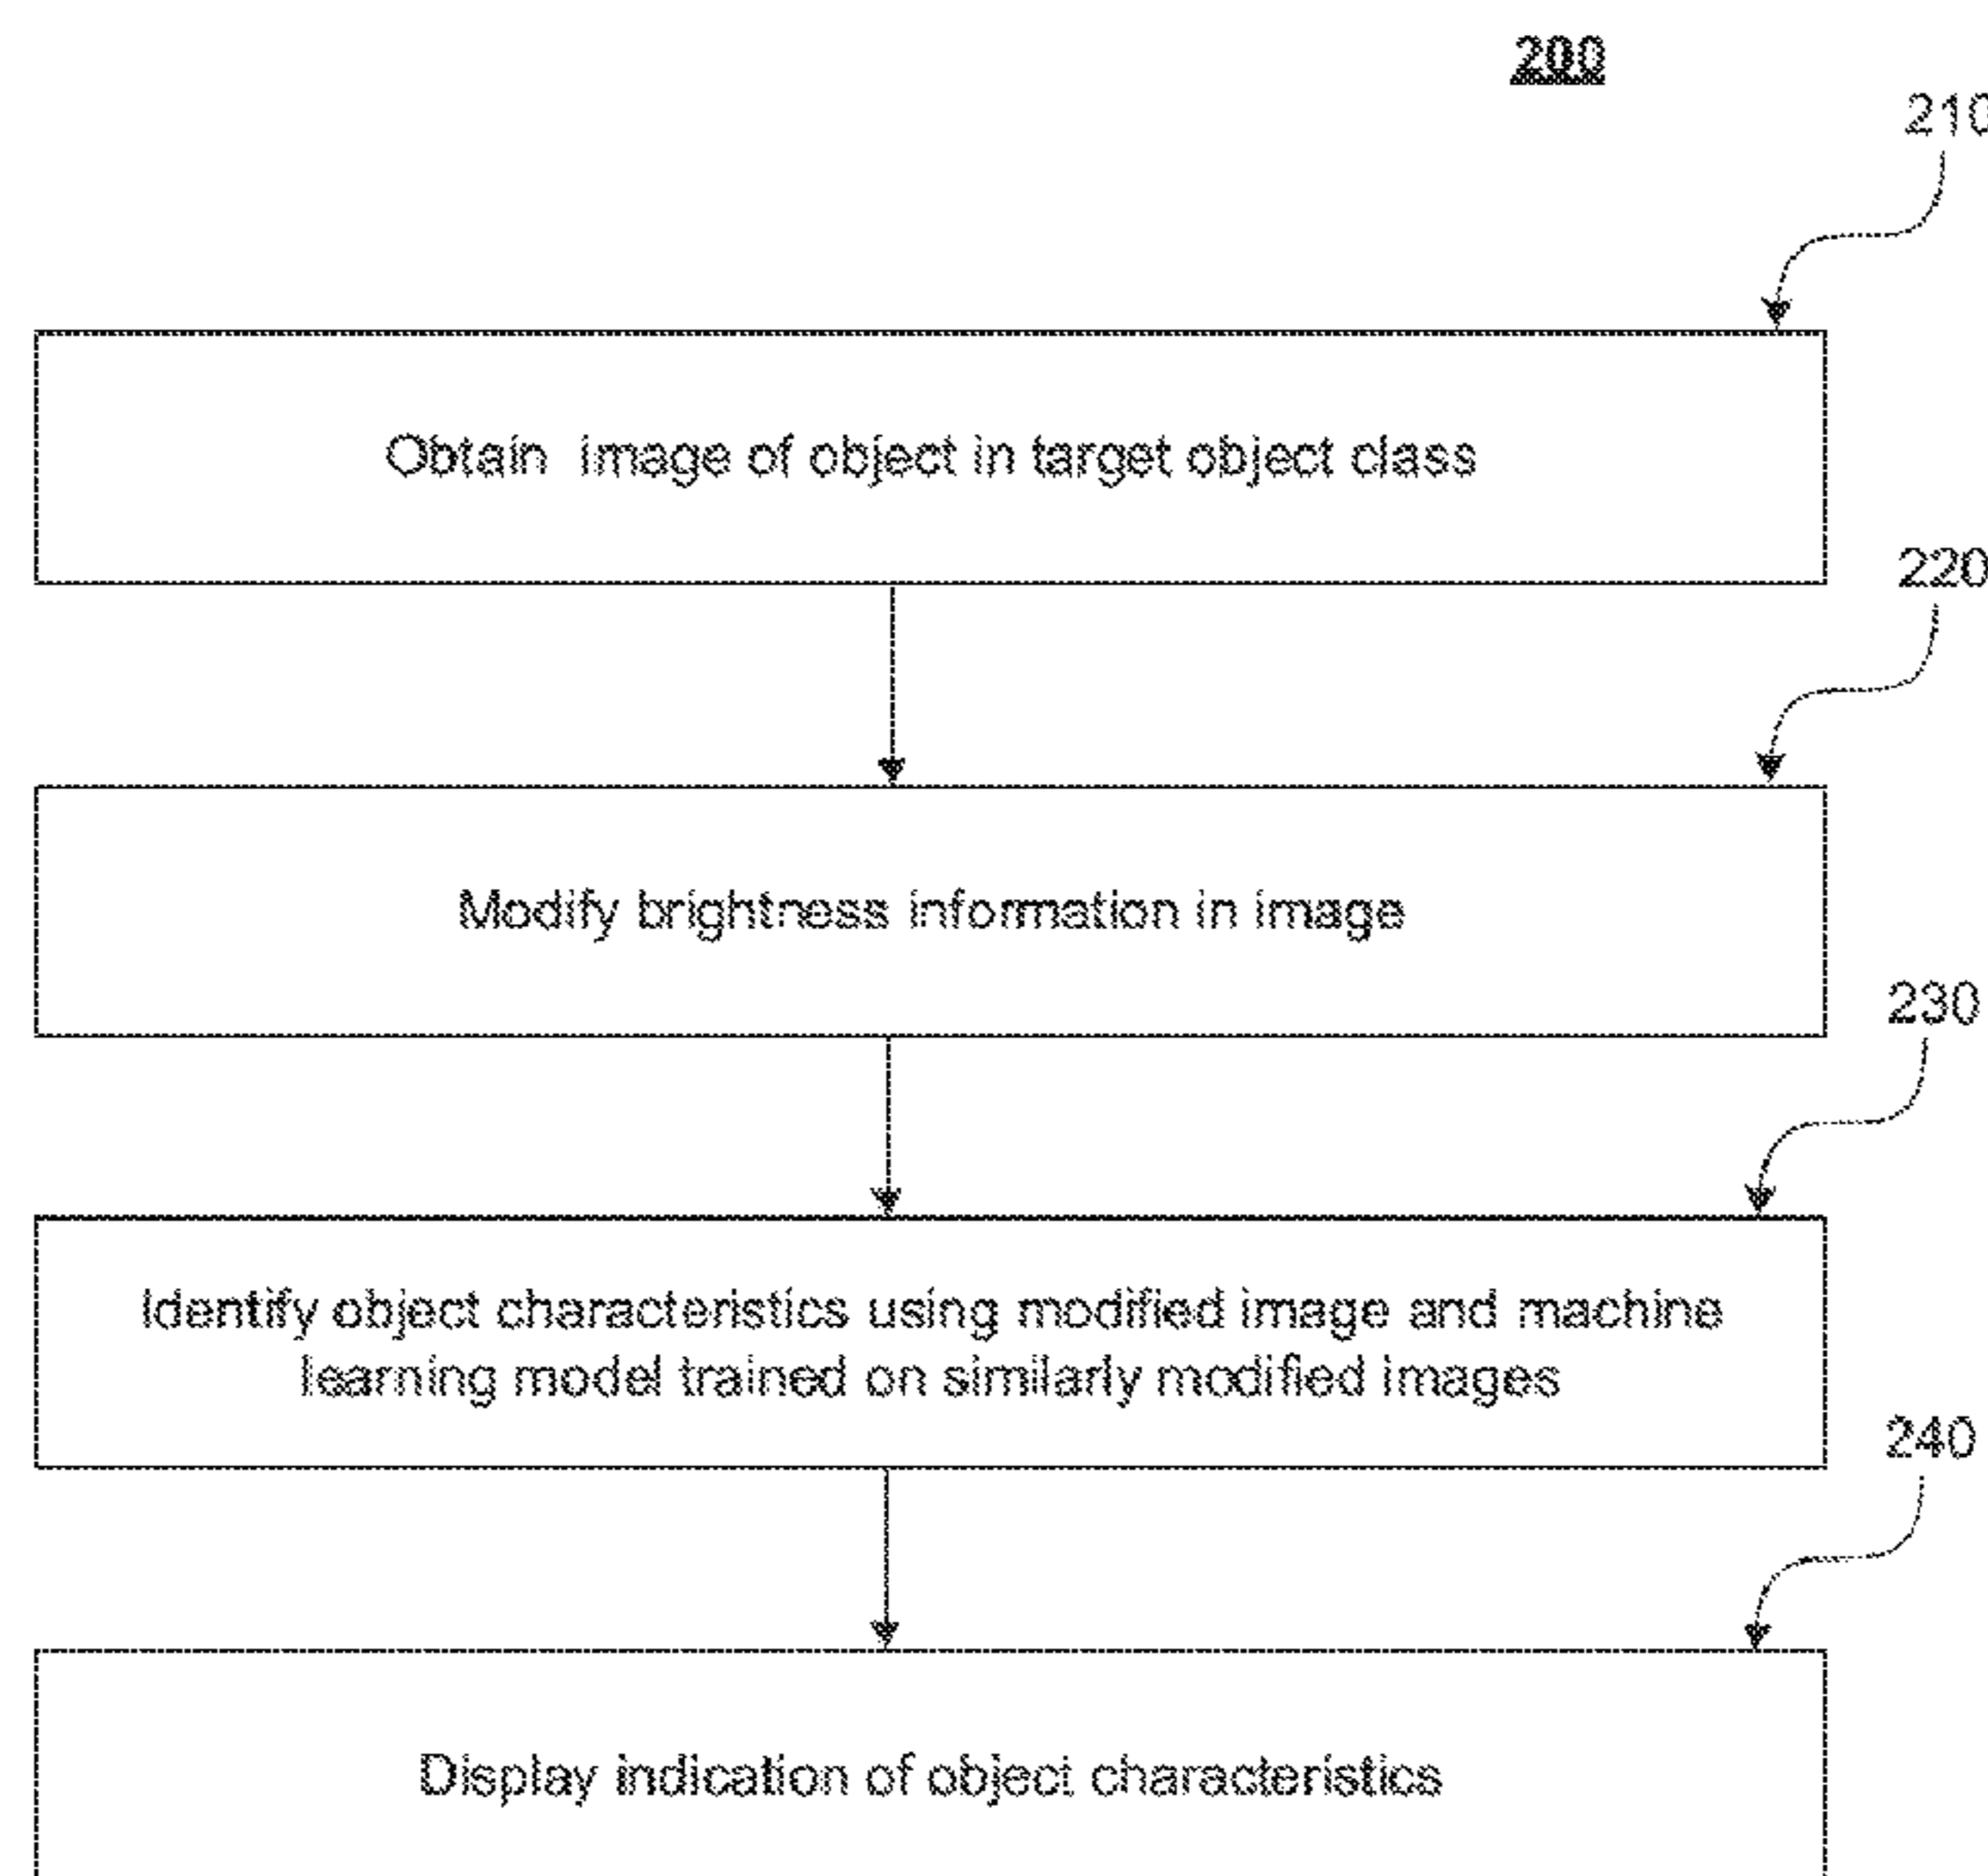 200
210
Obtain image of object in target object class
220
Modify brightness information in image
230
Identify object characteristics using modified image and machine
learning model trained on similarly modified images
240
Display indication of object characteristics